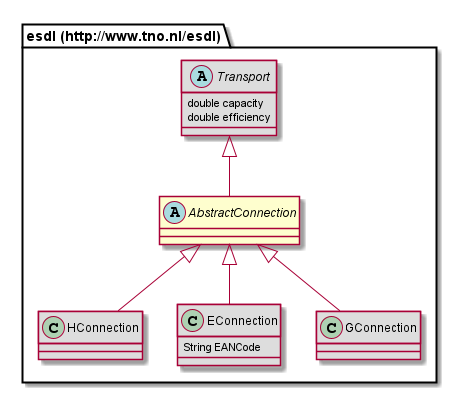 esdl (http://www.tno.nl/esdl)
A Transport
double capacity
double efficiency
A AbstractConnection
C HConnection
C EConnection
String EANCode
C GConnection